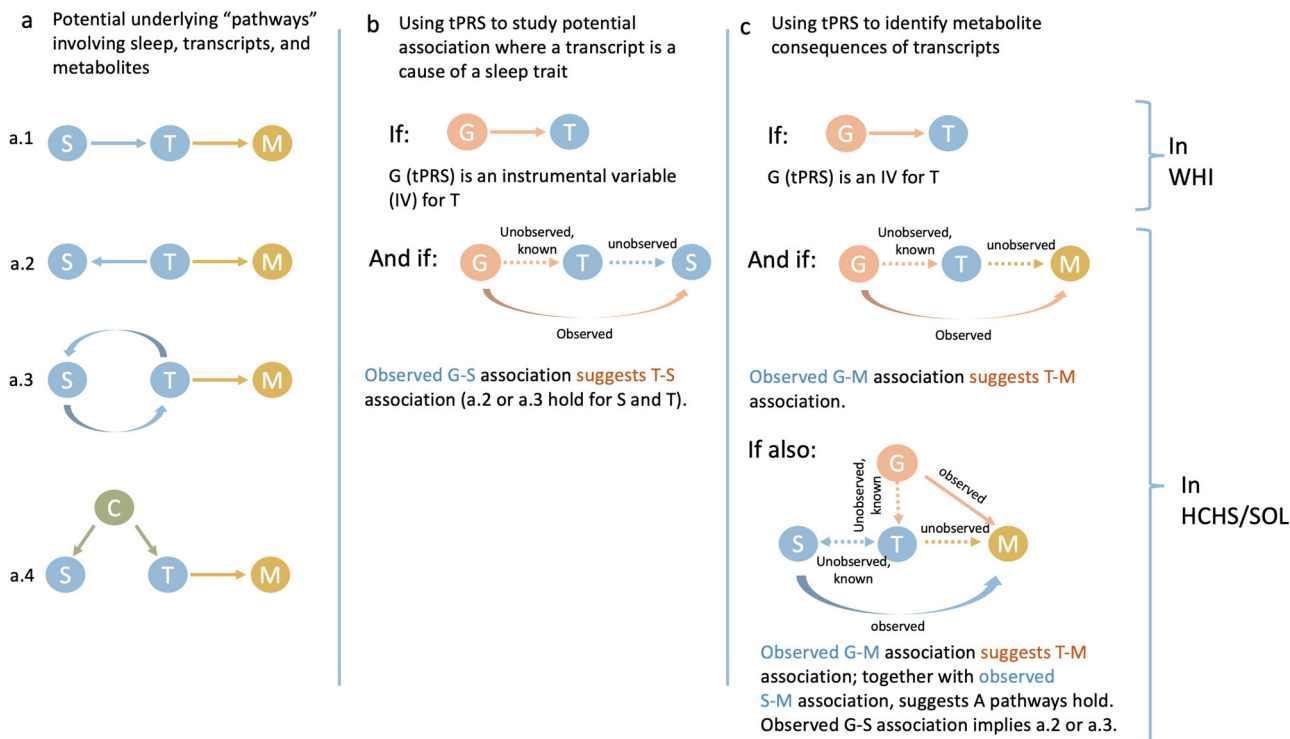 a Potential underlying “pathways”
involving sleep, transcripts, and
metabolites
a.1
S
T
M
a.2
S
T
M
a.3
S
T
M
C
a.4
S
T
M
b Using tPRS to study potential
association where a transcript is a
cause of a sleep trait
If:
G
T
G (tPRS) is an instrumental variable
(IV) for T
And if:
Unobserved,
known
unobserved
G
T
S
Observed
Observed G-S association suggests T-S
association (a.2 or a.3 hold for S and T).
c Using tPRS to identify metabolite
consequences of transcripts
If:
G
T
G (tPRS) is an IV for T
And if:
Unobserved,
known
unobserved
G
T
M
Observed
Observed G-M association suggests T-M
association.
If also:
G
Unobserved,
known
observed
unobserved
S
T
M
Unobserved,
known
observed
Observed G-M association suggests T-M
association; together with observed
S-M association, suggests A pathways hold.
Observed G-S association implies a.2 or a.3.
In
WHI
In
HCHS/SOL